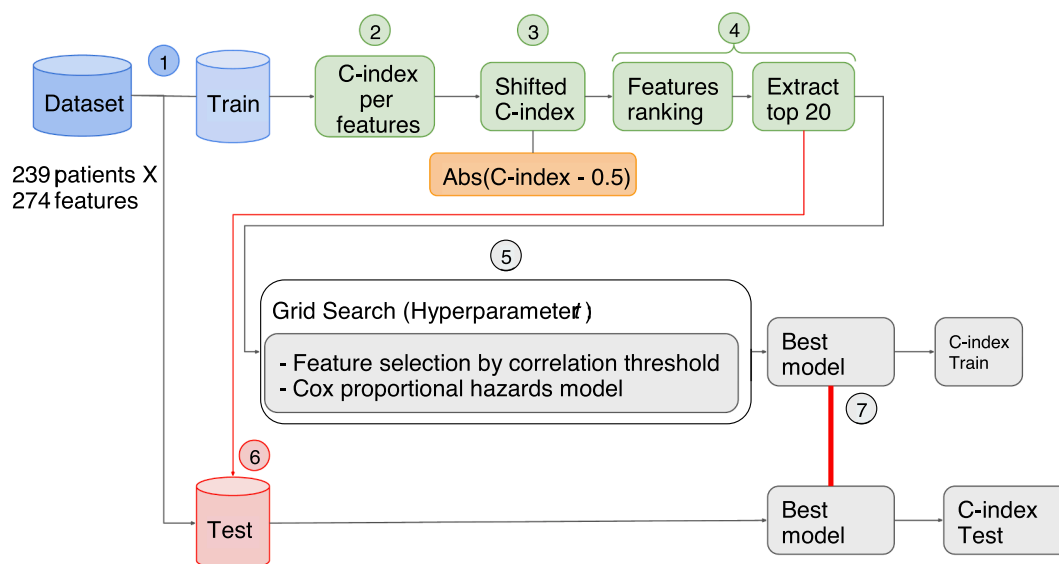 1
2
3
4
Dataset
Train
C-index
per
features
Shifted
C-index
Features
ranking
Extract
top 20
239 patients X
274 features
Abs(C-index - 0.5)
5
Grid Search (Hyperparameter t )
- Feature selection by correlation threshold
- Cox proportional hazards model
Best
model
C-index
Train
7
6
Test
Best
model
C-index
Test